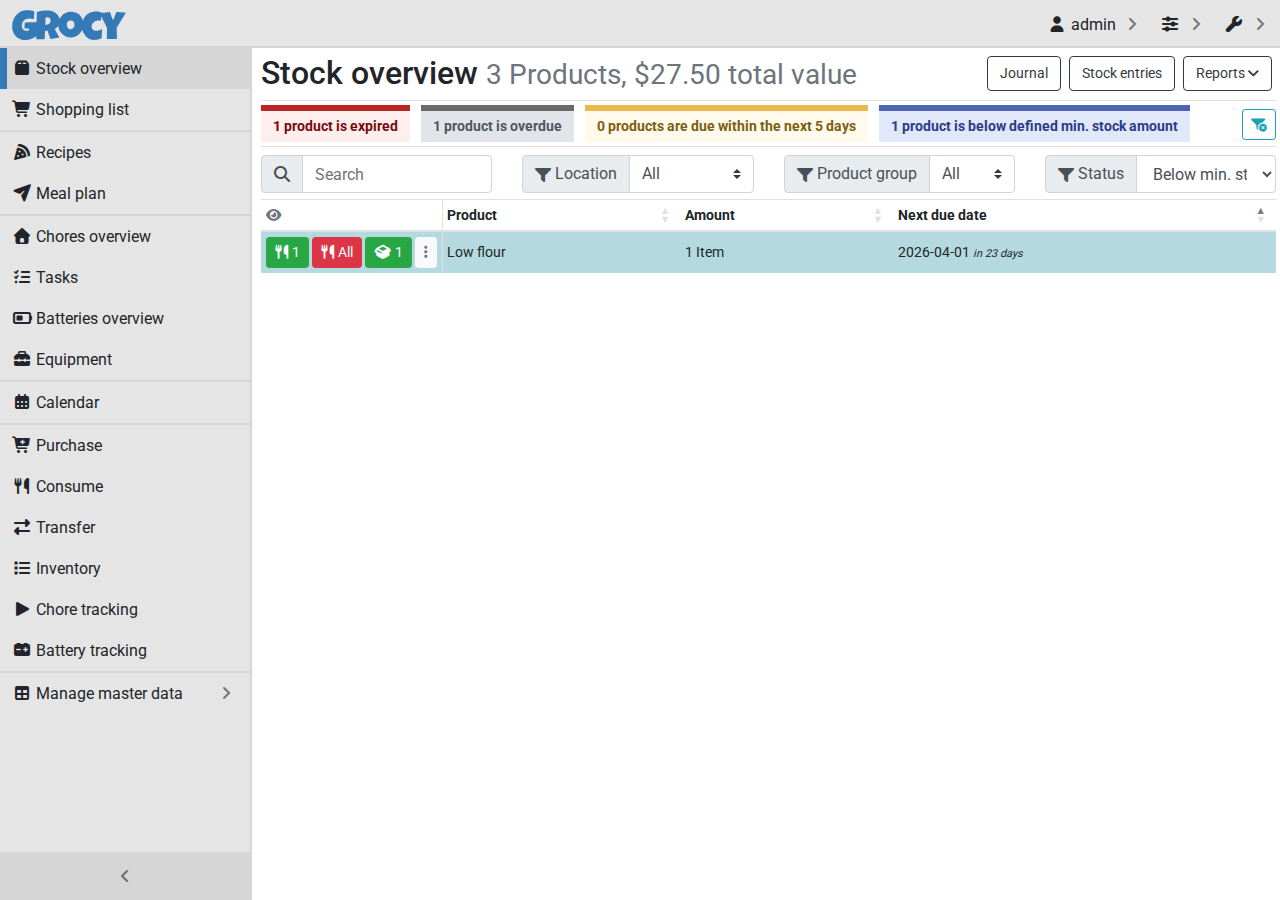 GROCY
admin
Stock overview
Shopping list
Recipes
Meal plan
Chores overview
Tasks
Batteries overview
Equipment
Calendar
Purchase
Consume
Transfer
Inventory
Chore tracking
Battery tracking
Manage master data
Stock overview 3 Products, $27.50 total value
Journal
Stock entries
Reports
1 product is expired
1 product is overdue
0 products are due within the next 5 days
1 product is below defined min. stock amount
Search
Location
All
Product group
All
Status
Below min. st
Product
Amount
Next due date
1
All
1
Low flour
1 Item
2026-04-01 in 23 days